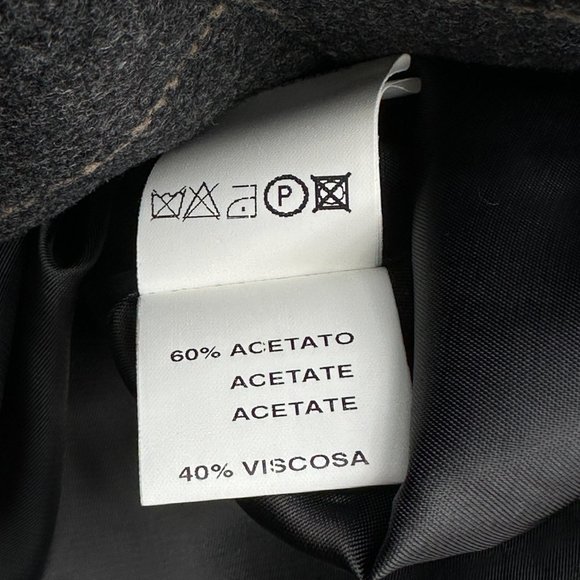 P
60% ACETATO
ACETATE
ACETATE
40% VISCOSA